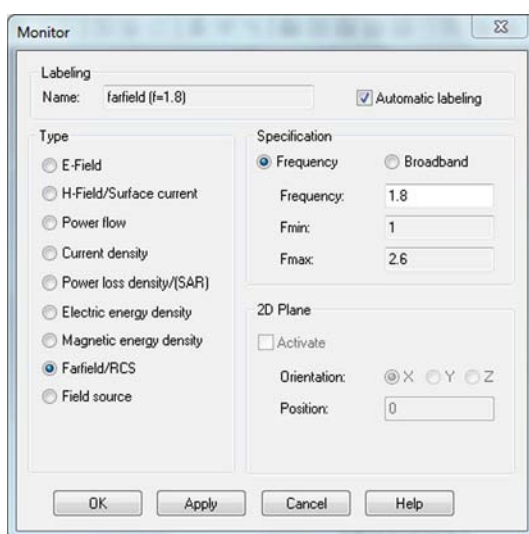 Monitor
Labeling
Name: farfield (f=1.8) Automatic labeling
Type
E-Field
H-Field/Surface current
Power flow
Current density
Power loss density/(SAR)
Electric energy density
Magnetic energy density
Farfield/RCS
Field source
Specification
Frequency Broadband
Frequency: 1.8
Fmin: 1
Fmax: 2.6
2D Plane
Activate
Orientation: X Y Z
Position: 0
OK Apply Cancel Help